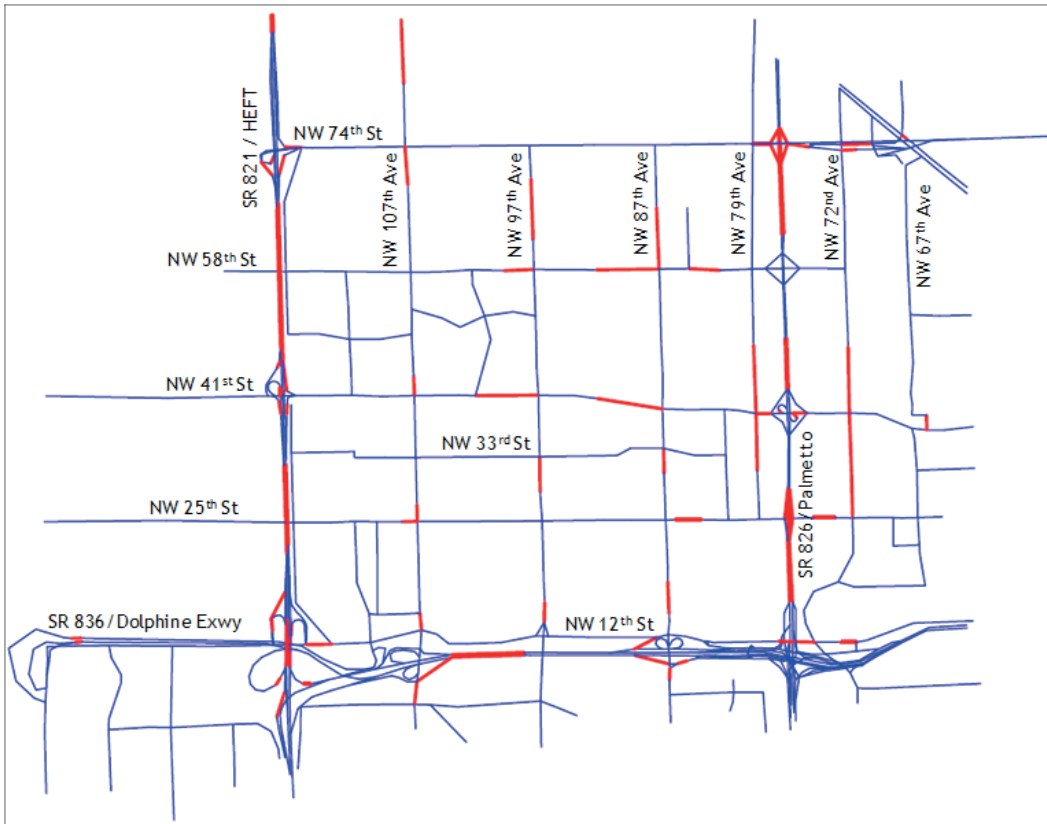 SR 821 / HEFT
NW 74th St
NW 107th Ave
NW 97th Ave
NW 87th Ave
NW 79th Ave
NW 72nd Ave
NW 67th Ave
NW 58th St
NW 41st St
NW 33rd St
NW 25th St
SR 826 / Palmetto
SR 836 / Dolphine Exwy
NW 12th St